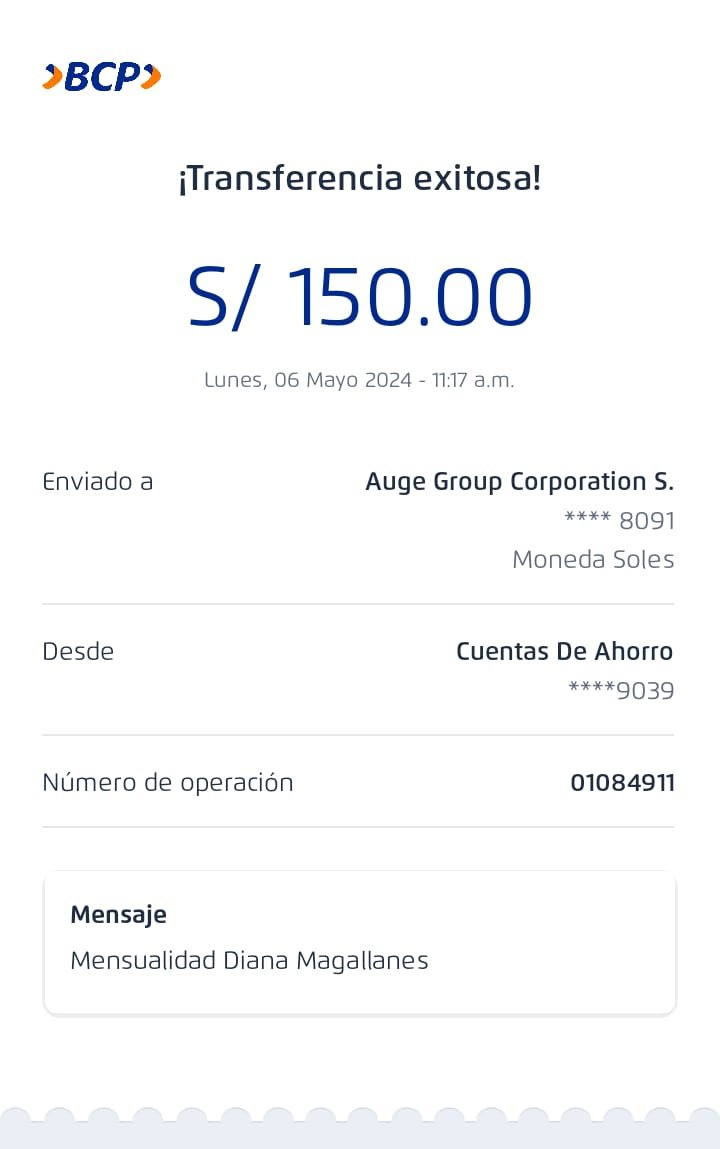 BCP
¡Transferencia exitosa!
S/ 150.00
Lunes, 06 Mayo 2024 - 11:17 a.m.
Enviado a
Auge Group Corporation S.
**** 8091
Moneda Soles
Desde
Cuentas De Ahorro
****9039
Número de operación
01084911
Mensaje
Mensualidad Diana Magallanes